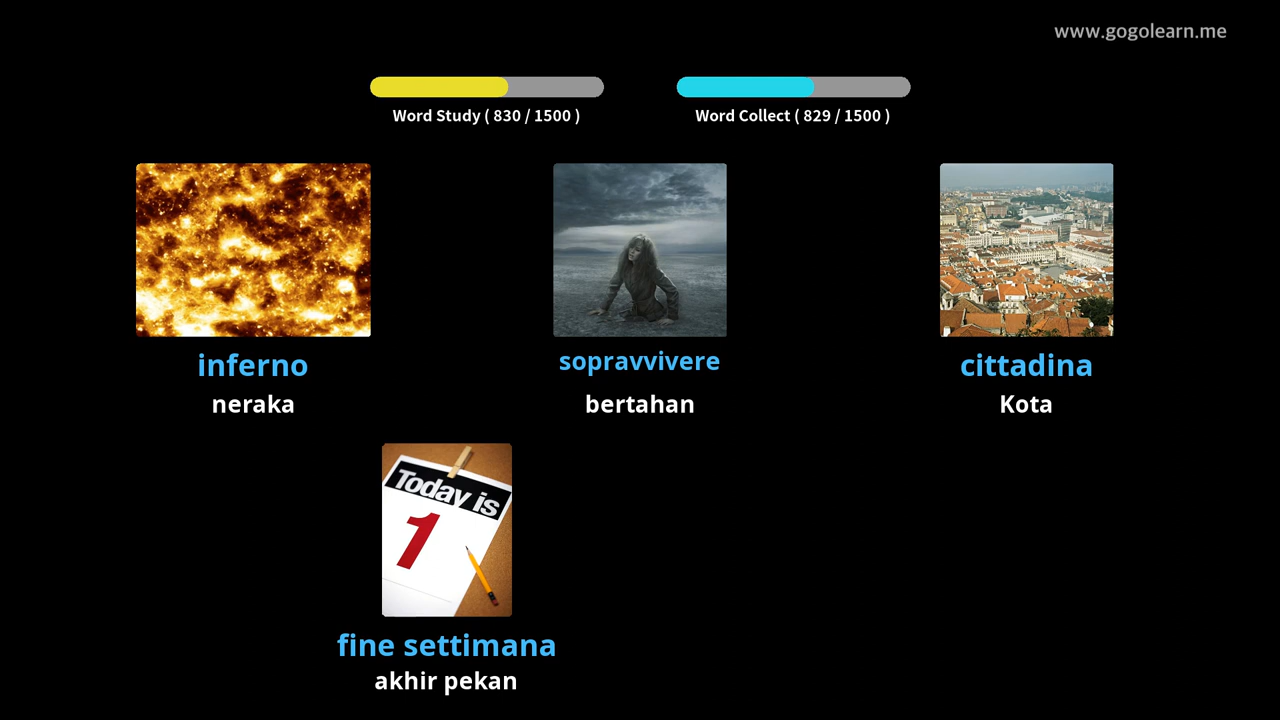 www.gogolearn.me
Word Study ( 830 / 1500 )
Word Collect ( 829 / 1500 )
inferno
neraka
sopravvivere
bertahan
cittadina
Kota
Today is
1
fine settimana
akhir pekan